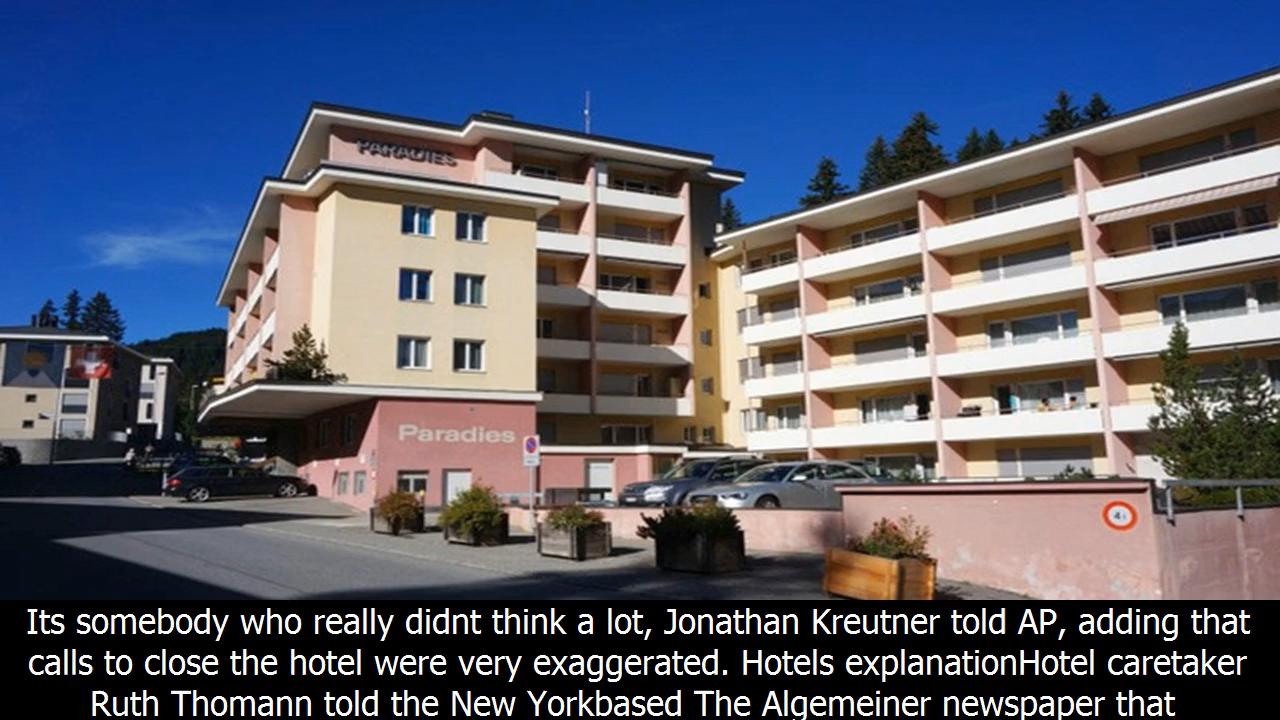 PARADIES
Paradies
4t
Its somebody who really didnt think a lot, Jonathan Kreutner told AP, adding that
calls to close the hotel were very exaggerated. Hotels explanationHotel caretaker
Ruth Thomann told the New Yorkbased The Algemeiner newspaper that